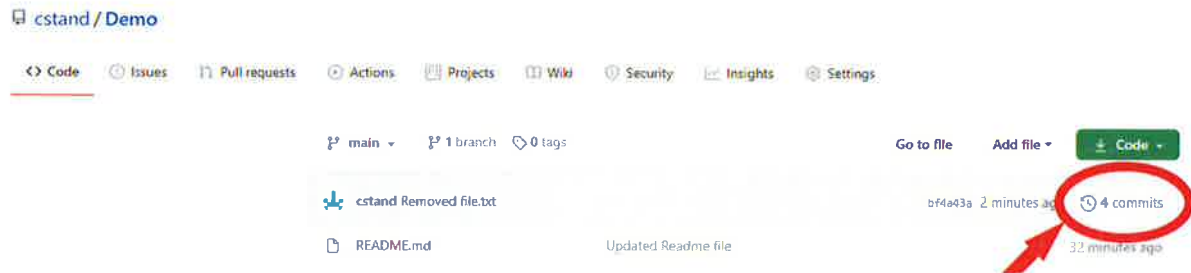 cstand / Demo
<> Code Issues Pull requests Actions Projects Wiki Security Insights Settings
main 1 branch 0 tags Go to file Add file Code
cstand Removed file.txt bf4a43a 2 minutes ag 4 commits
README.md Updated Readme file 32 minutes ago